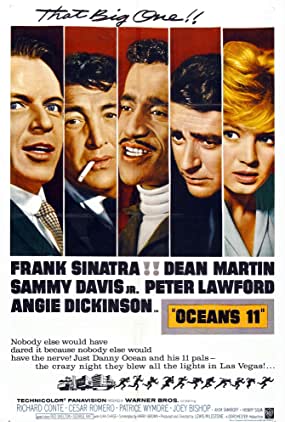 That Big One!!
FRANK SINATRA!! DEAN MARTIN
SAMMY DAVIS JR. PETER LAWFORD
ANGIE DICKINSON IN "OCEAN'S 11"
Nobody else would have
dared it because nobody else would
have the nerve! Just Danny Ocean and his 11 pals –
the crazy night they blew all the lights in Las Vegas!...
TECHNICOLOR® PANAVISION® WARNER BROS.
RICHARD CONTE · CESAR ROMERO · PATRICE WYMORE · JOEY BISHOP